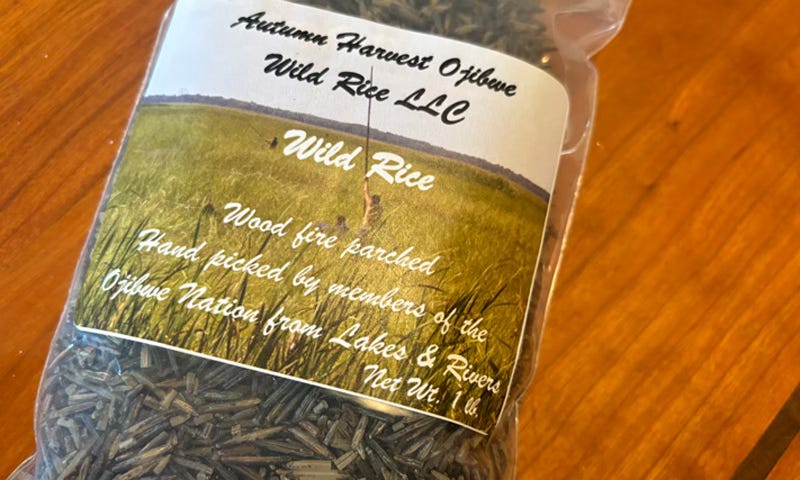 Autumn Harvest Ojibwe
Wild Rice LLC
Wild Rice
Wood fire parched
Hand picked by members of the
Ojibwe Nation from Lakes & Rivers
Net Wt. 1 lb.